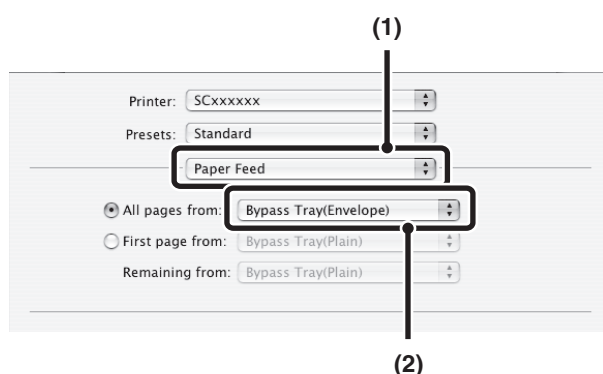 (1)
Printer: SCxxxxxx
Presets: Standard
Paper Feed
All pages from: Bypass Tray(Envelope)
First page from: Bypass Tray(Plain)
Remaining from: Bypass Tray(Plain)
(2)